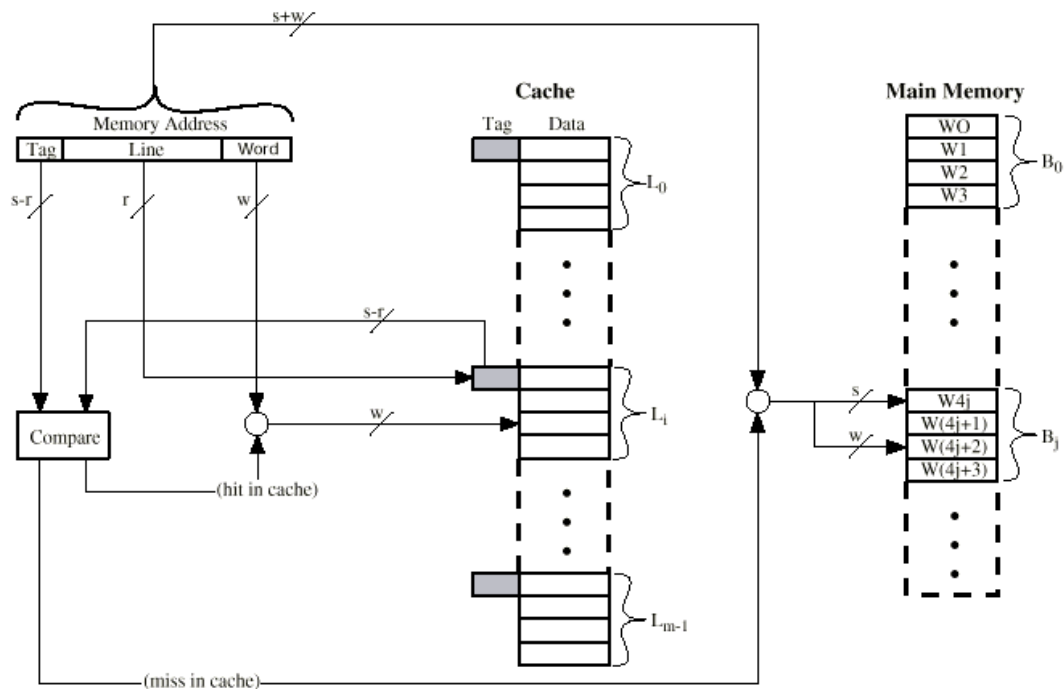 s+w
Cache
Main Memory
Memory Address
Tag Data
Tag Line Word
WO
W1
W2
W3
B0
L0
s-r
r
w
s-r
Li
Compare
w
s
w
W4j
W(4j+1)
W(4j+2)
W(4j+3)
Bj
(hit in cache)
Lm-1
(miss in cache)